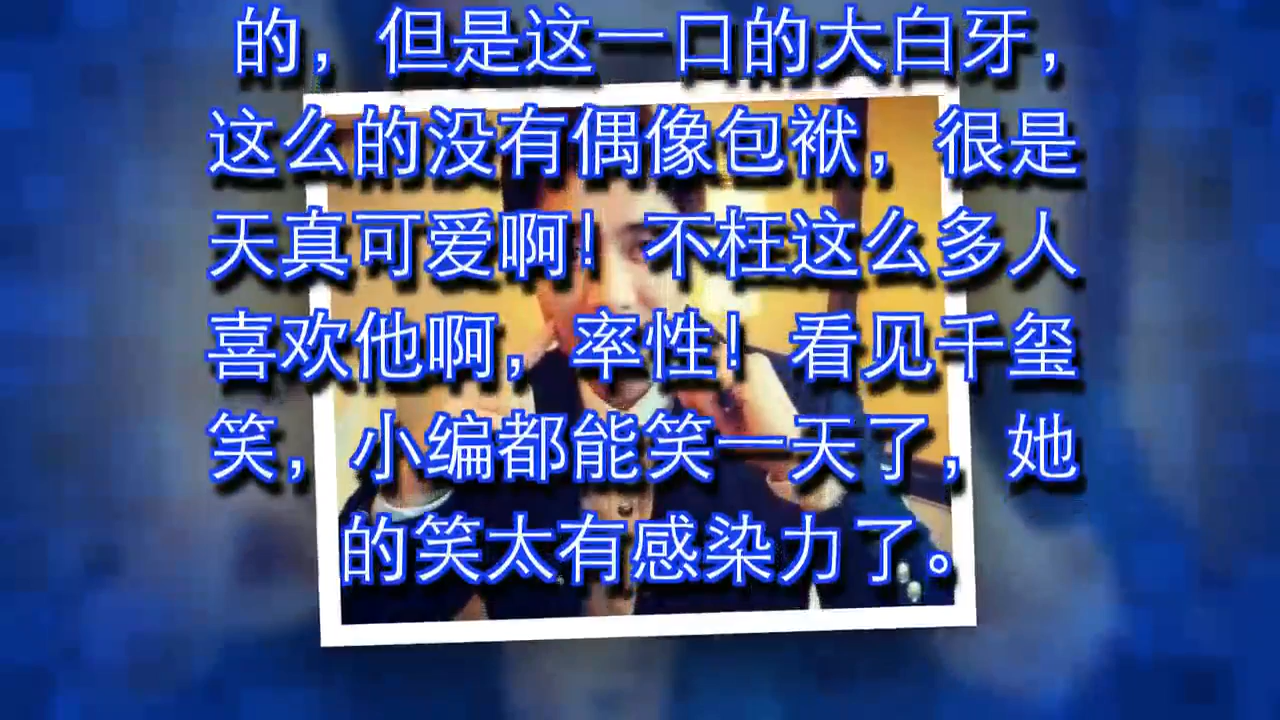 的，但是这一口的大白牙，
这么的没有偶像包袱，很是
天真可爱啊！不枉这么多人
喜欢他啊，率性！看见千玺
笑，小编都能笑一天了，她
的笑太有感染力了。